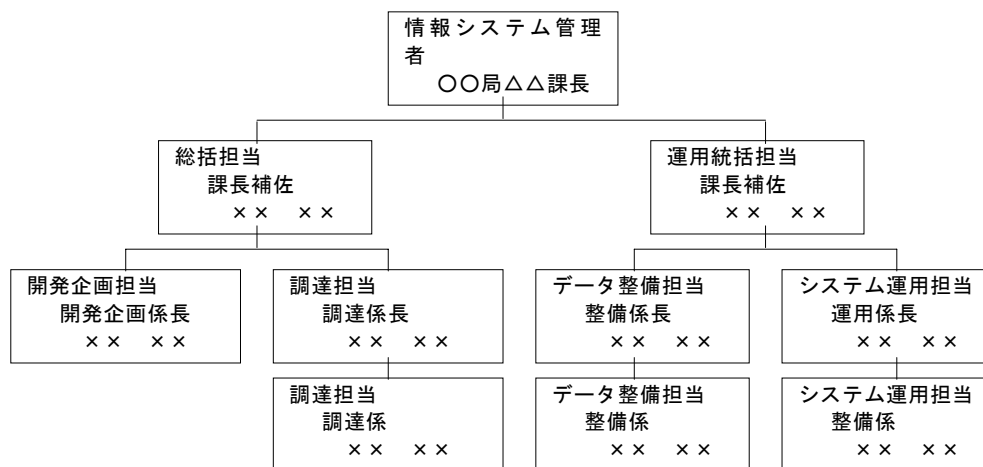 情報システム管理
者
〇〇局△△課長
総括担当
課長補佐
×× ××
運用統括担当
課長補佐
×× ××
開発企画担当
開発企画係長
×× ××
調達担当
調達係長
×× ××
データ整備担当
整備係長
×× ××
システム運用担当
運用係長
×× ××
調達担当
調達係
×× ××
データ整備担当
整備係
×× ××
システム運用担当
整備係
×× ××